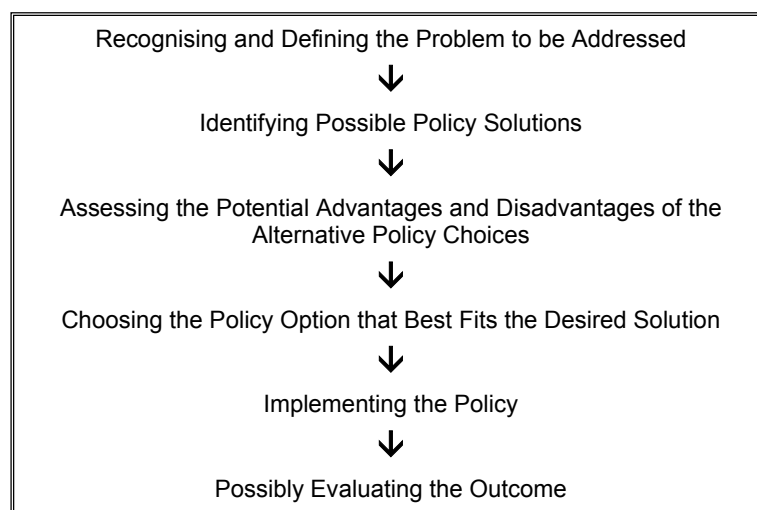 Recognising and Defining the Problem to be Addressed
Identifying Possible Policy Solutions
Assessing the Potential Advantages and Disadvantages of the
Alternative Policy Choices
Choosing the Policy Option that Best Fits the Desired Solution
Implementing the Policy
Possibly Evaluating the Outcome